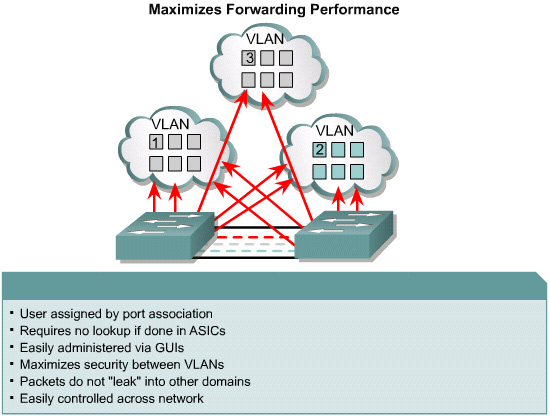 Maximizes Forwarding Performance
VLAN
3
VLAN
1
VLAN
2
User assigned by port association
Requires no lookup if done in ASICs
Easily administered via GUIs
Maximizes security between VLANs
Packets do not "leak" into other domains
Easily controlled across network